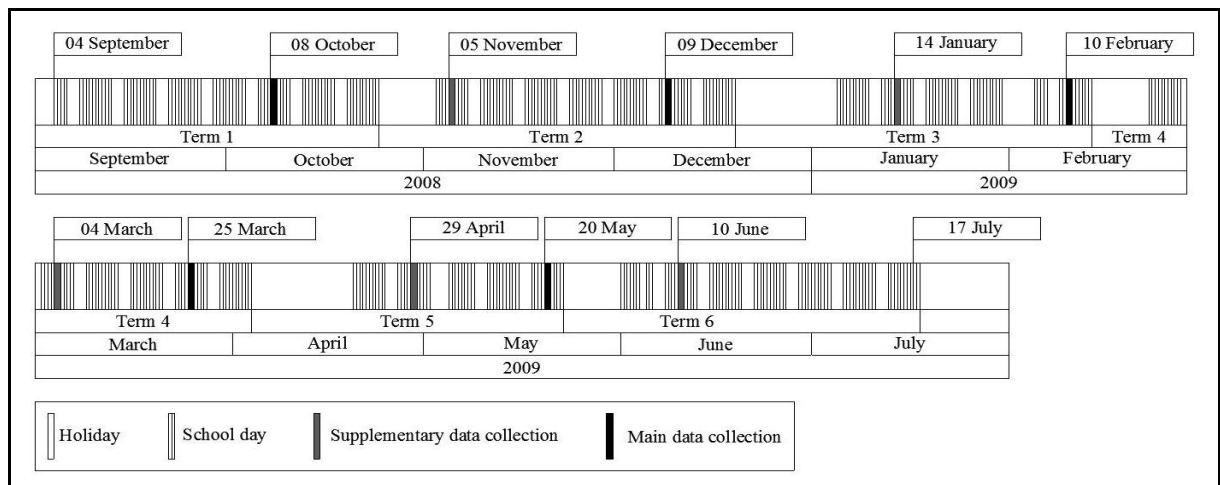 04 September 08 October 05 November 09 December 14 January 10 February
Term 1 Term 2 Term 3 Term 4
September October November December January February
2008 2009
04 March 25 March 29 April 20 May 10 June 17 July
Term 4 Term 5 Term 6
March April May June July
2009
Holiday School day Supplementary data collection Main data collection